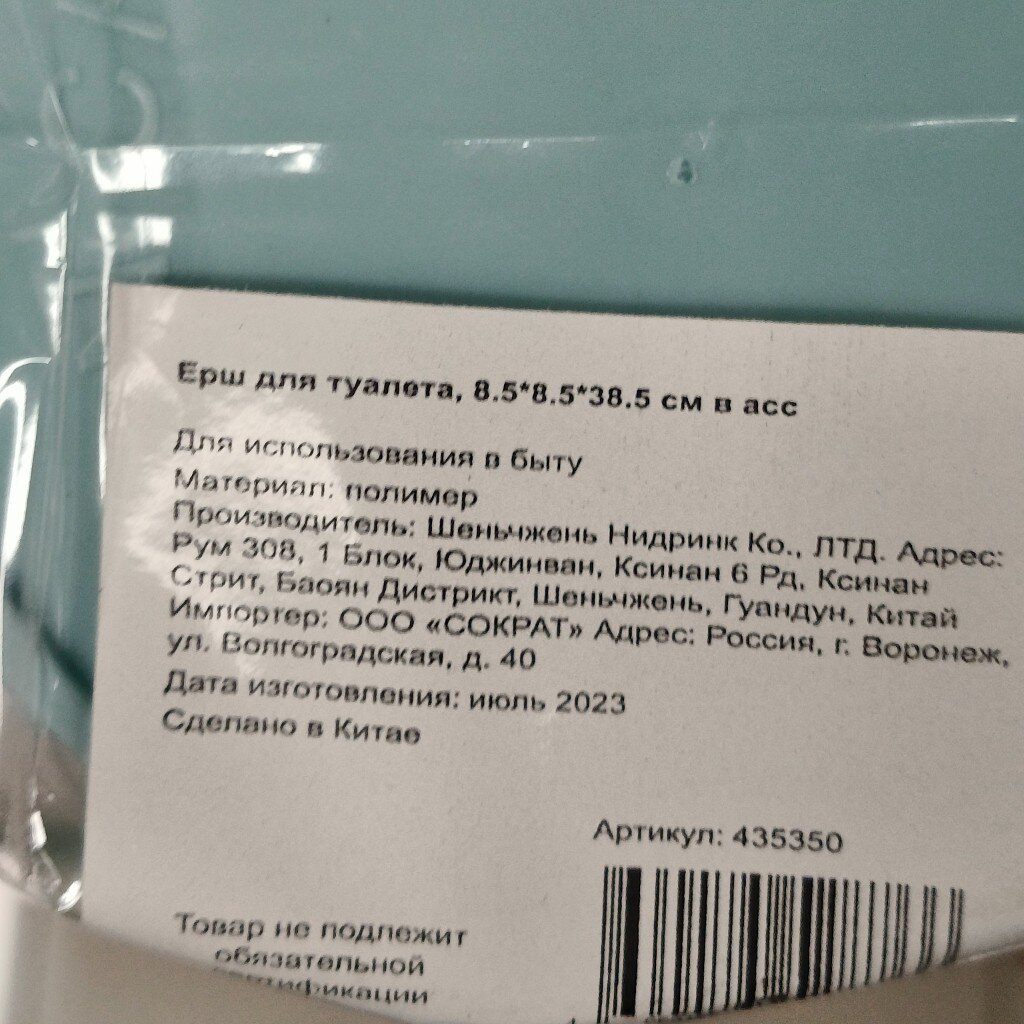 Ерш для туалета, 8.5*8.5*38.5 см в асс
Для использования в быту
Материал: полимер
Производитель: Шеньчжень Нидринк Ко., ЛТД. Адрес:
Рум 308, 1 Блок, Юджинван, Ксинан 6 Рд, Ксинан
Стрит, Баоян Дистрикт, Шеньчжень, Гуандун, Китай
Импортер: ООО «СОКРАТ» Адрес: Россия, г. Воронеж,
ул. Волгоградская, д. 40
Дата изготовления: июль 2023
Сделано в Китае
Артикул: 435350
Товар не подлежит
обязательной
сертификации